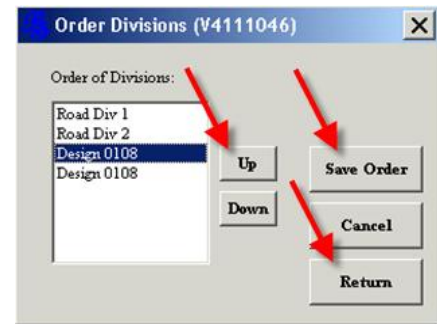 Order Divisions (V4111046)
Order of Divisions:
Road Div 1
Road Div 2
Design 0108
Design 0108
Up
Down
Save Order
Cancel
Return